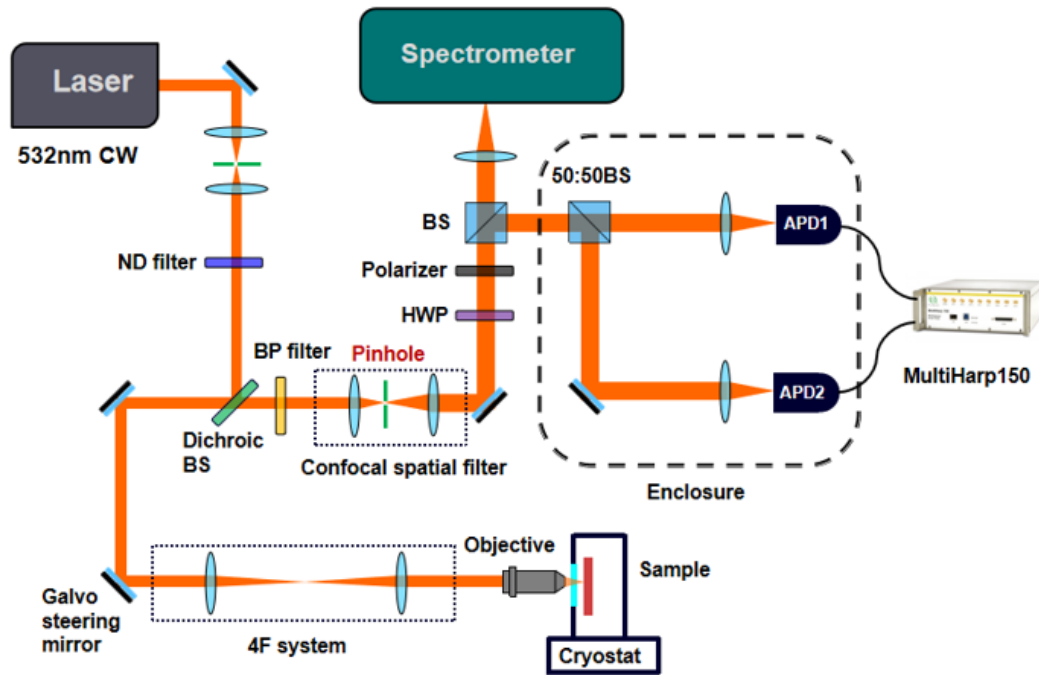 Laser
532nm CW
Spectrometer
50:50BS
BS
APD1
ND filter
Polarizer
HWP
BP filter
Pinhole
MultiHarp150
APD2
Dichroic
BS
Confocal spatial filter
Enclosure
Objective
Sample
Galvo
steering
mirror
4F system
Cryostat